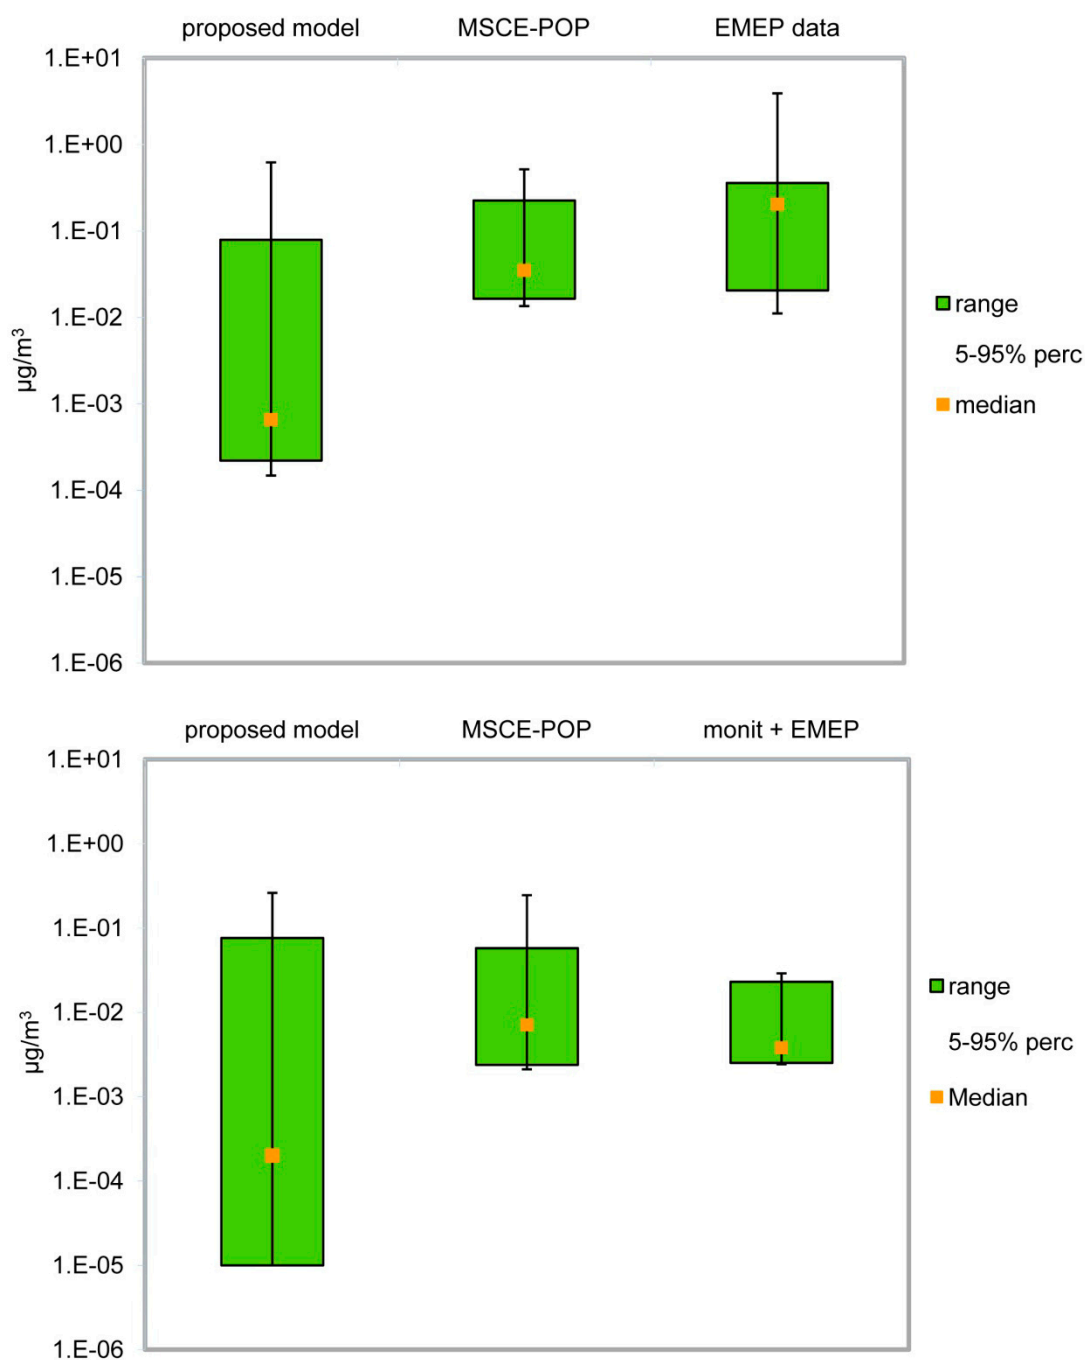 proposed model MSCE-POP EMEP data
1.E+01
1.E+00
1.E-01
1.E-02
1.E-03
1.E-04
1.E-05
1.E-06
µg/m³
range
5-95% perc
median
proposed model MSCE-POP monit + EMEP
1.E+01
1.E+00
1.E-01
1.E-02
1.E-03
1.E-04
1.E-05
1.E-06
µg/m³
range
5-95% perc
Median